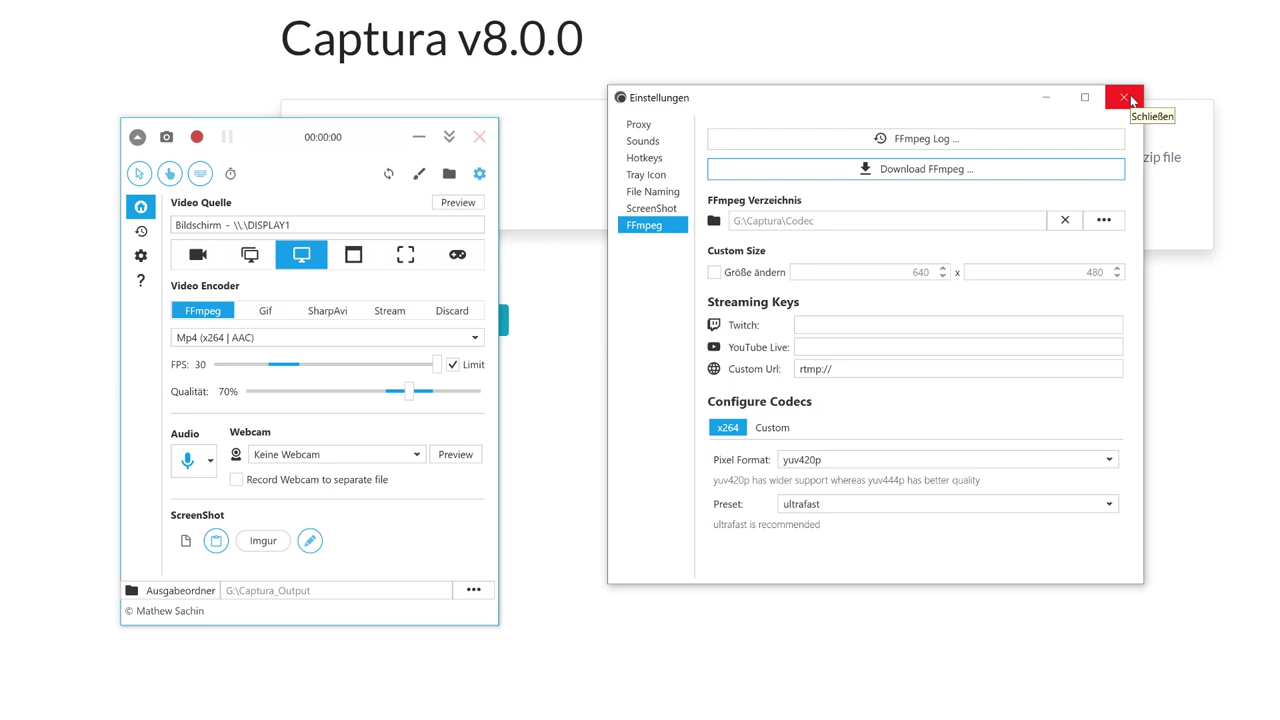 Captura v8.0.0
zip file
00:00:00
Video Quelle
Preview
Bildschirm - \\.\DISPLAY1
Video Encoder
FFmpeg Gif SharpAvi Stream Discard
Mp4 (x264 | AAC)
FPS: 30 Limit
Qualität: 70%
Audio
Webcam
Keine Webcam Preview
Record Webcam to separate file
ScreenShot
Imgur
Ausgabeordner G:\Captura_Output ...
© Mathew Sachin
Einstellungen
Schließen
Proxy
Sounds
Hotkeys
Tray Icon
File Naming
ScreenShot
FFmpeg
FFmpeg Log ...
Download FFmpeg ...
FFmpeg Verzeichnis
G:\Captura\Codec ...
Custom Size
Größe ändern 640 x 480
Streaming Keys
Twitch:
YouTube Live:
Custom Url: rtmp://
Configure Codecs
x264 Custom
Pixel Format: yuv420p
yuv420p has wider support whereas yuv444p has better quality
Preset: ultrafast
ultrafast is recommended